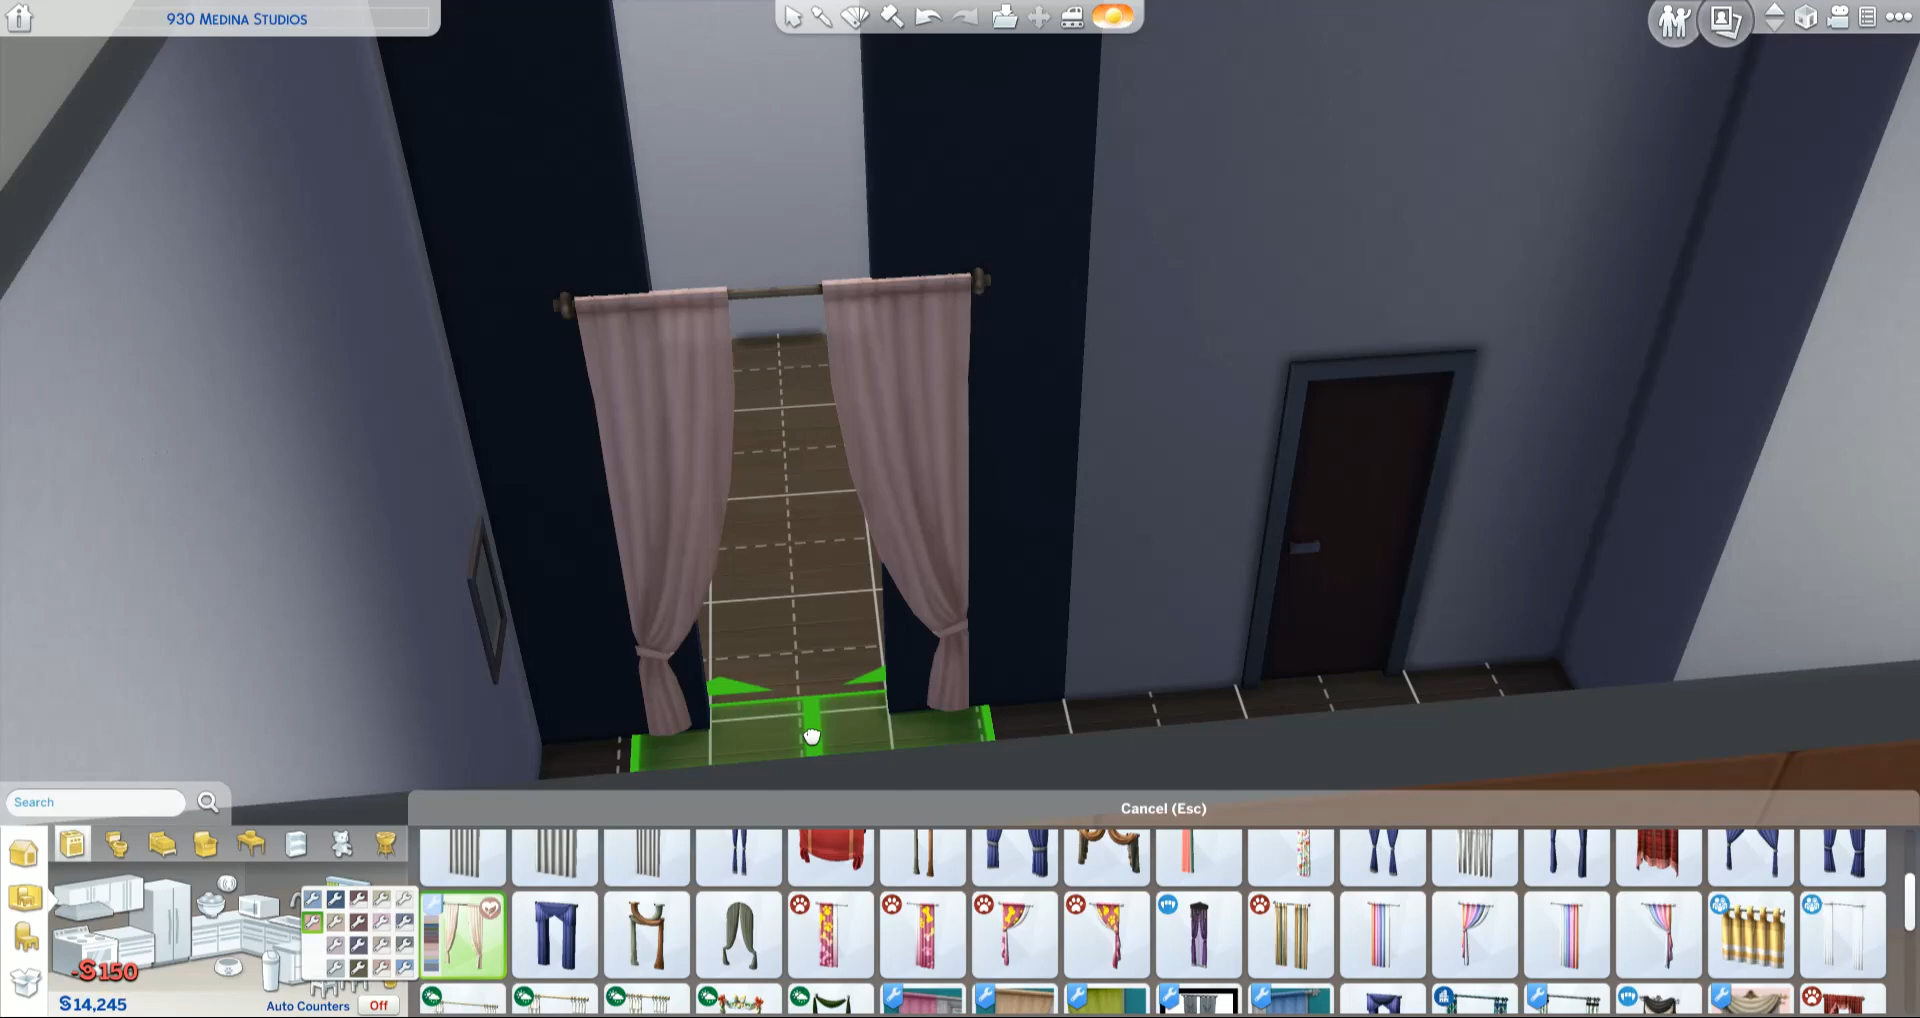 930 Medina Studios
Search
Cancel (Esc)
-§150
§14,245
Auto Counters
Off